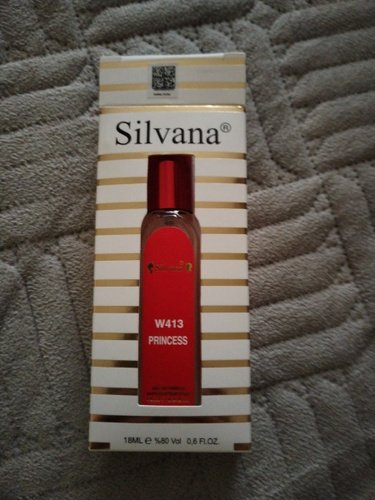 Silvana®
W413
PRINCESS
18ML e %80 Vol 0,6 Fl.OZ.